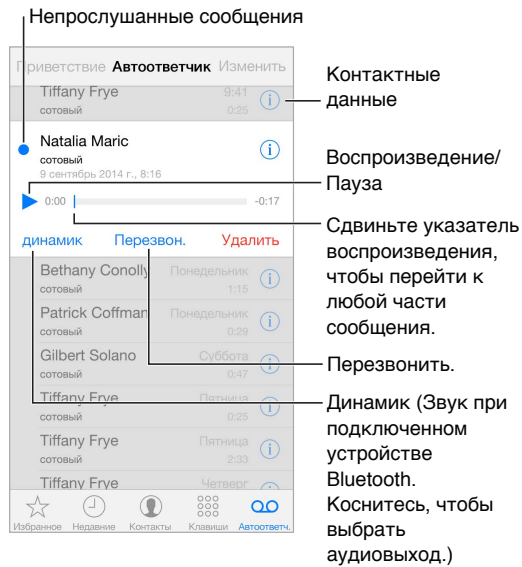 Непрослушанные сообщения
Приветствие Автоответчик Изменить
Tiffany Frye 9:41
сотовый 0:25
Контактные
данные
Natalia Maric
сотовый
9 сентябрь 2014 г., 8:16
Воспроизведение/
Пауза
0:00 -0:17
динамик Перезвон. Удалить
Сдвиньте указатель
воспроизведения,
чтобы перейти к
любой части
сообщения.
Bethany Conolly Понедельник
сотовый 1:15
Patrick Coffman Понедельник
сотовый 0:29
Gilbert Solano Суббота
сотовый 0:47
Перезвонить.
Tiffany Frye Пятница
сотовый 0:25
Tiffany Frye Пятница
сотовый 2:33
Tiffany Frye Четверг
Динамик (Звук при
подключенном
устройстве
Bluetooth.
Коснитесь, чтобы
выбрать
аудиовыход.)
Избранное Недавние Контакты Клавиши Автоответч.